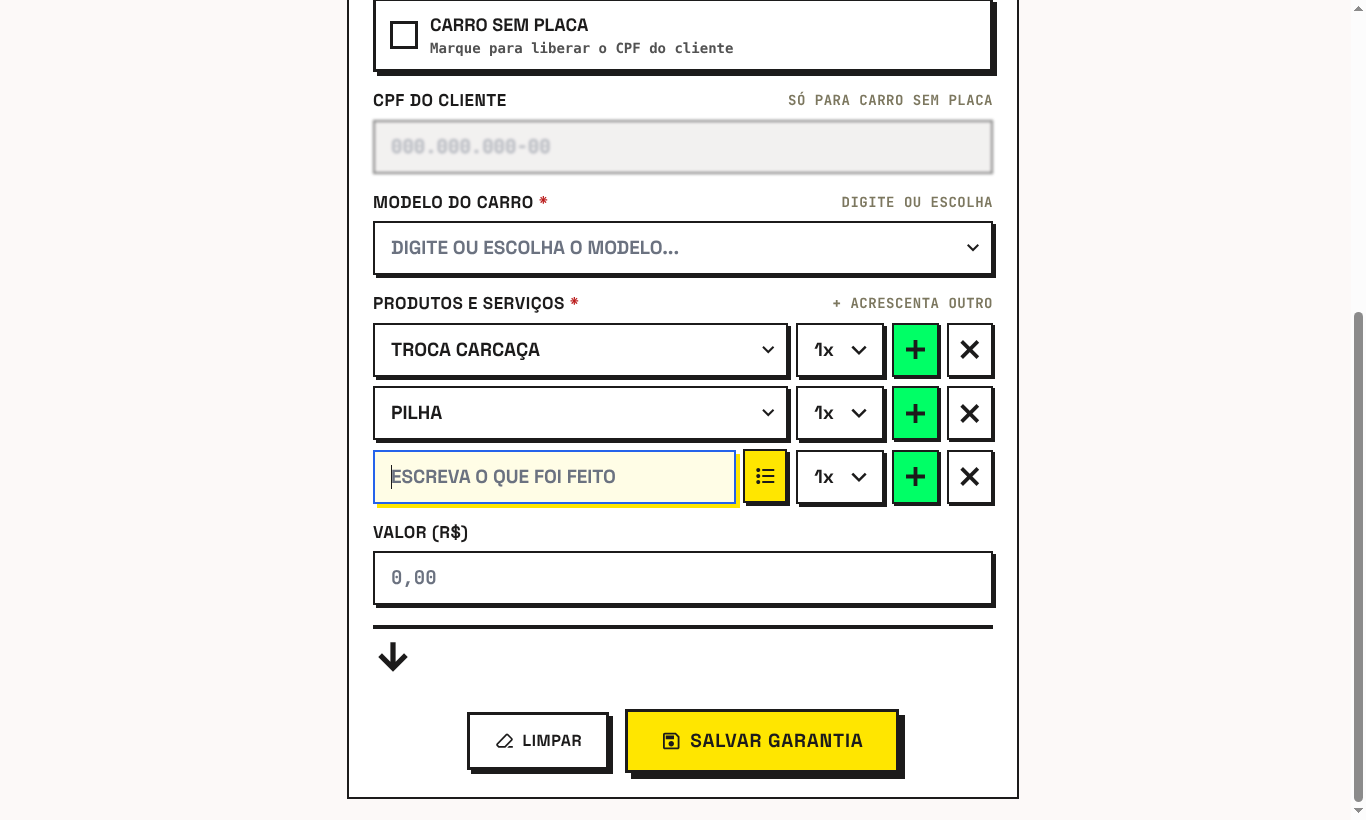 CARRO SEM PLACA
Marque para liberar o CPF do cliente
CPF DO CLIENTE SÓ PARA CARRO SEM PLACA
000.000.000-00
MODELO DO CARRO * DIGITE OU ESCOLHA
DIGITE OU ESCOLHA O MODELO...
PRODUTOS E SERVIÇOS * + ACRESCENTA OUTRO
TROCA CARCAÇA 1x
PILHA 1x
ESCREVA O QUE FOI FEITO 1x
VALOR (R$)
0,00
LIMPAR SALVAR GARANTIA